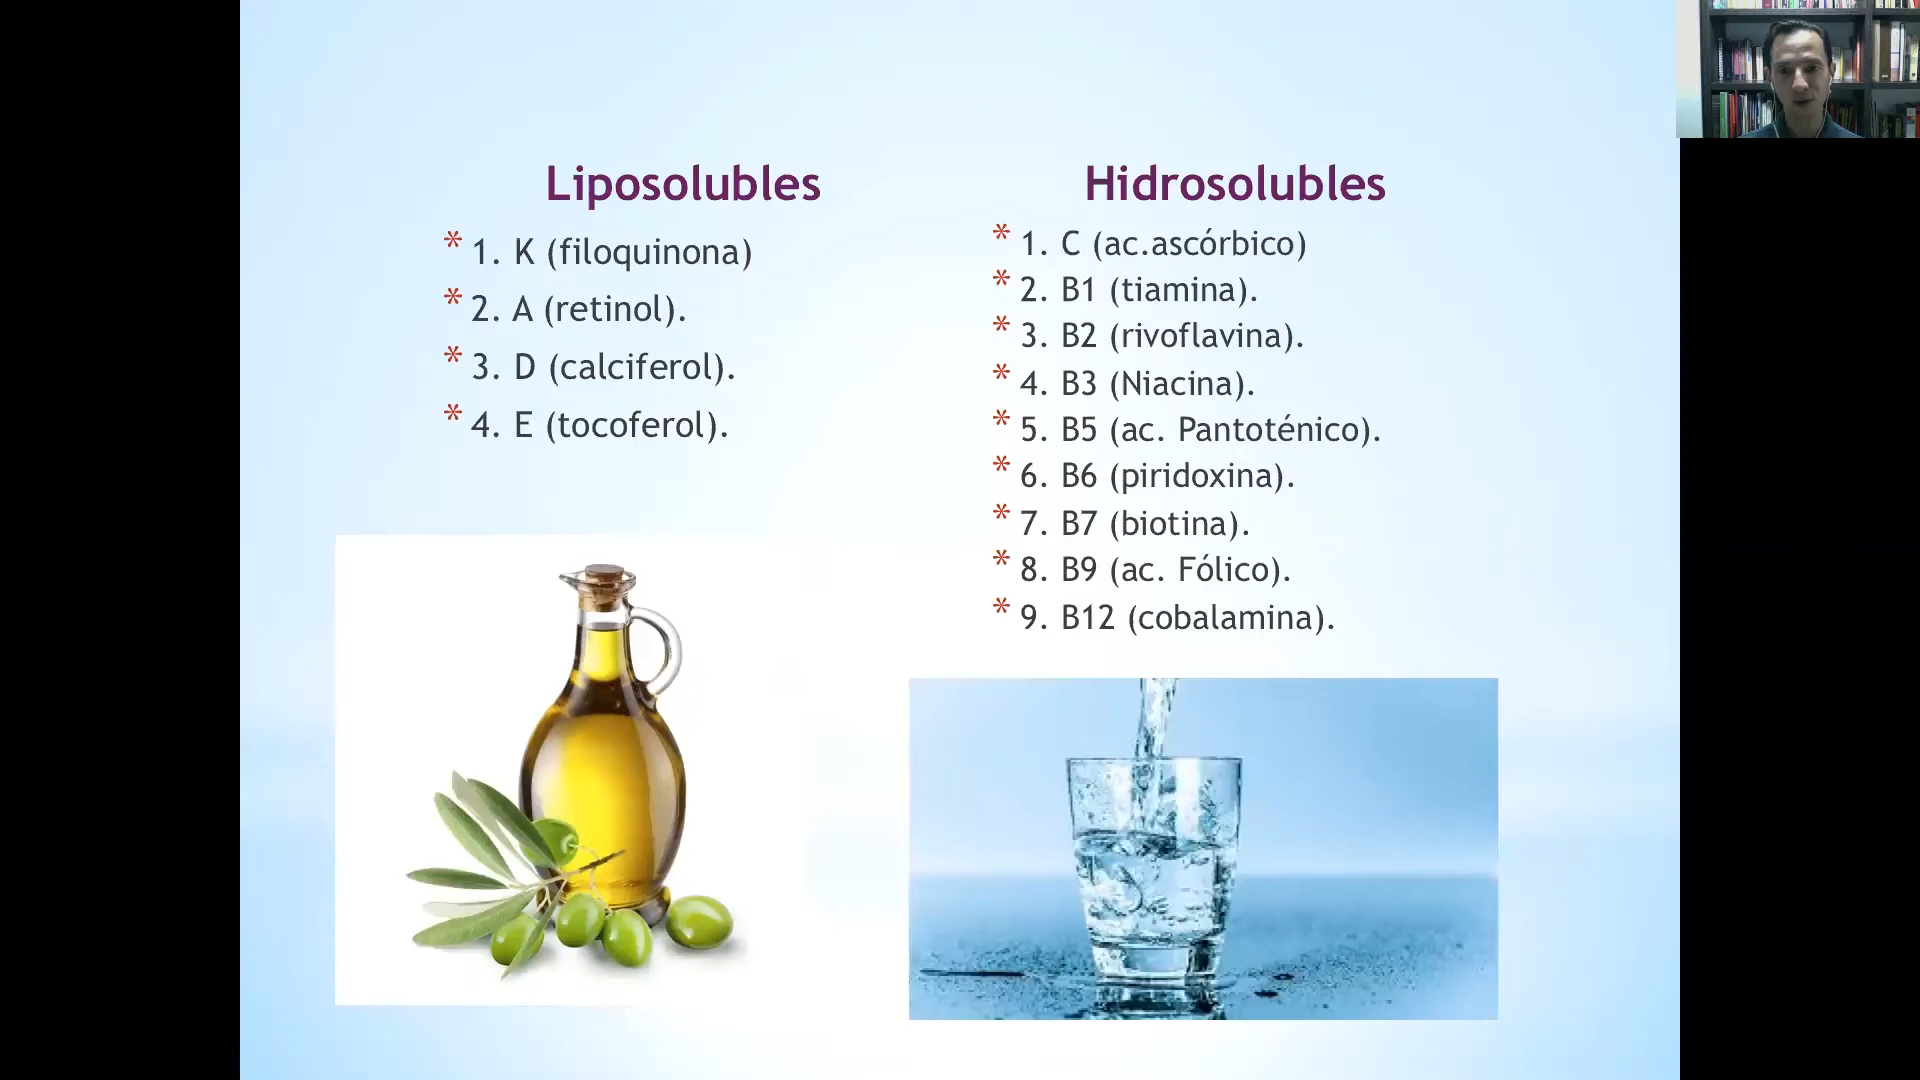 Liposolubles
* 1. K (filoquinona)
* 2. A (retinol).
* 3. D (calciferol).
* 4. E (tocoferol).
Hidrosolubles
* 1. C (ac.ascórbico)
* 2. B1 (tiamina).
* 3. B2 (rivoflavina).
* 4. B3 (Niacina).
* 5. B5 (ac. Pantoténico).
* 6. B6 (piridoxina).
* 7. B7 (biotina).
* 8. B9 (ac. Fólico).
* 9. B12 (cobalamina).